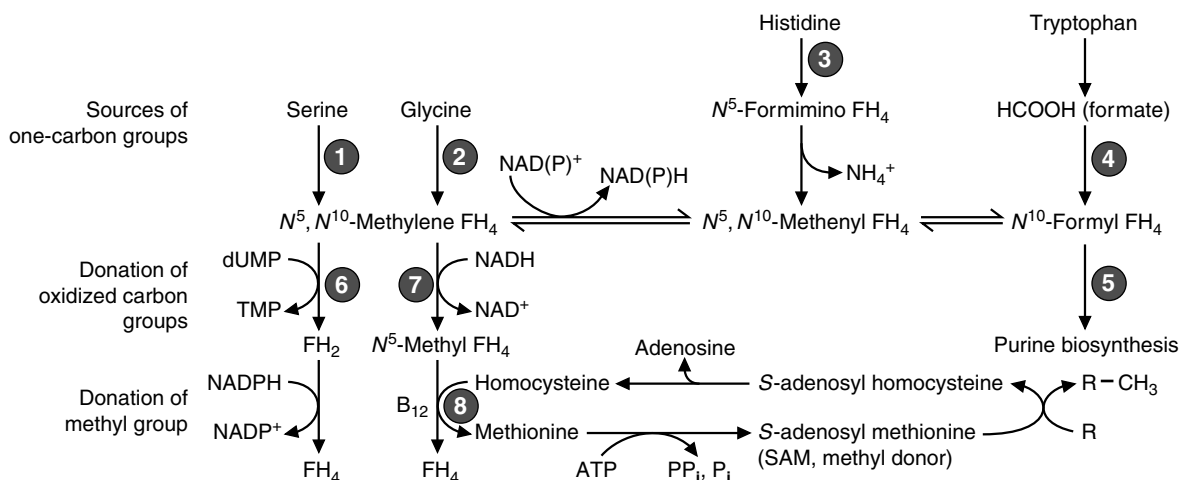 Histidine
Tryptophan
3
Sources of
one-carbon groups
Serine
Glycine
N⁵-Formimino FH₄
HCOOH (formate)
1
2
NAD(P)⁺
NAD(P)H
NH₄⁺
4
N⁵, N¹⁰-Methylene FH₄
N⁵, N¹⁰-Methenyl FH₄
N¹⁰-Formyl FH₄
Donation of
oxidized carbon
groups
dUMP
TMP
6
7
NADH
NAD⁺
5
FH₂
N⁵-Methyl FH₄
Adenosine
Purine biosynthesis
Donation of
methyl group
NADPH
NADP⁺
B₁₂
8
Homocysteine
S-adenosyl homocysteine
R–CH₃
Methionine
S-adenosyl methionine
(SAM, methyl donor)
R
FH₄
FH₄
ATP
PPᵢ, Pᵢ